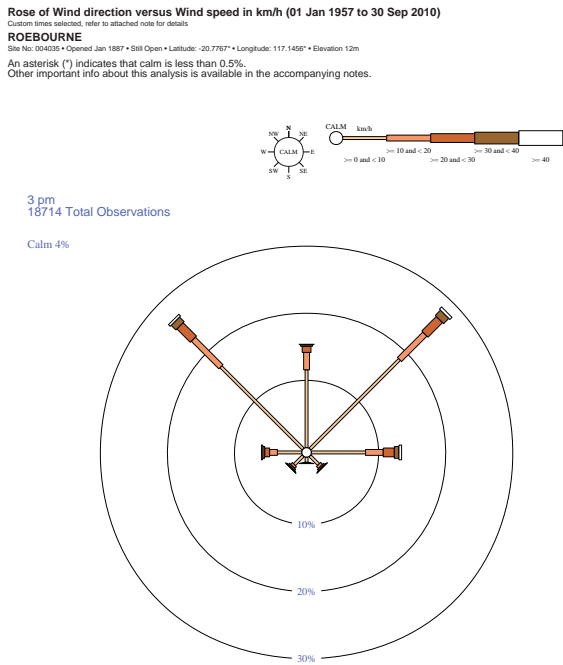 Rose of Wind direction versus Wind speed in km/h (01 Jan 1957 to 30 Sep 2010)
Custom times selected, refer to attached note for details
ROEBOURNE
Site No: 004035 • Opened Jan 1887 • Still Open • Latitude: -20.7767° • Longitude: 117.1456° • Elevation 12m
An asterisk (*) indicates that calm is less than 0.5%.
Other important info about this analysis is available in the accompanying notes.
N
NW NE
W CALM E
SW SE
S
CALM km/h
>= 10 and < 20 >= 30 and < 40
>= 0 and < 10 >= 20 and < 30 >= 40
3 pm
18714 Total Observations
Calm 4%
10%
20%
30%